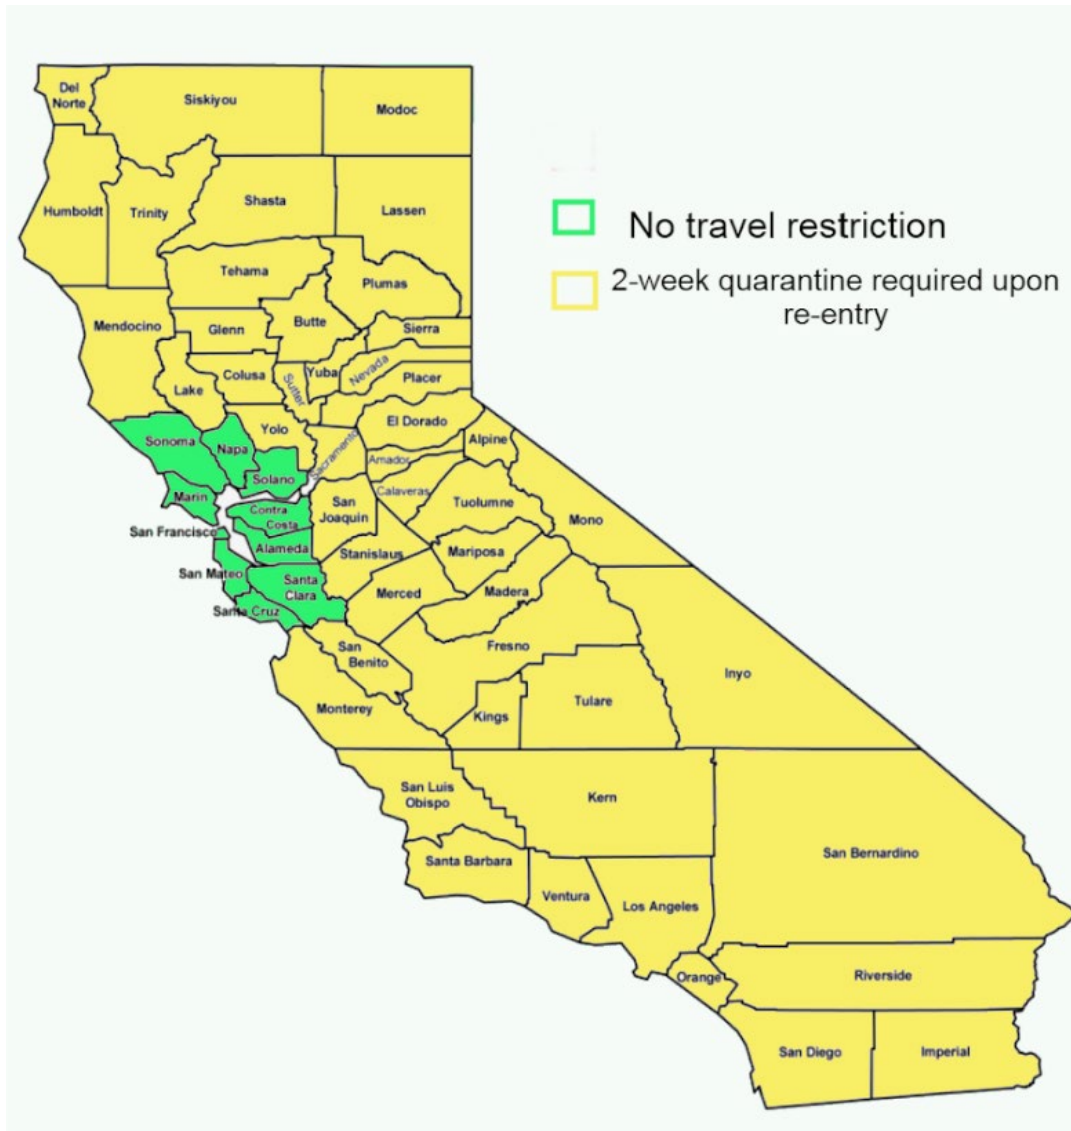 Del
Norte
Siskiyou
Modoc
Humboldt
Trinity
Shasta
Lassen
No travel restriction
2-week quarantine required upon
re-entry
Tehama
Plumas
Mendocino
Glenn
Butte
Sierra
Lake
Colusa
Sutter
Yuba
Nevada
Placer
Sonoma
Napa
Yolo
El Dorado
Sacramento
Alpine
Solano
Amador
Marin
Calaveras
Contra
Costa
San
Joaquin
Tuolumne
Mono
San Francisco
Alameda
Stanislaus
Mariposa
San Mateo
Santa
Clara
Merced
Madera
Santa Cruz
San
Benito
Fresno
Inyo
Monterey
Kings
Tulare
San Luis
Obispo
Kern
San Bernardino
Santa Barbara
Ventura
Los Angeles
Orange
Riverside
San Diego
Imperial